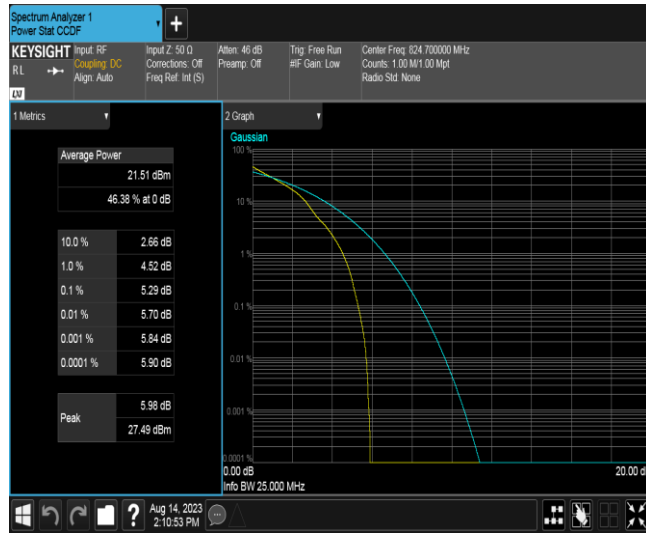 Spectrum Analyzer 1
Power Stat CCDF
+
KEYSIGHT
RL
LXI
Input: RF
Coupling: DC
Align: Auto
Input Z: 50 Ω
Corrections: Off
Freq Ref: Int (S)
Atten: 46 dB
Preamp: Off
Trig: Free Run
#IF Gain: Low
Center Freq: 824.700000 MHz
Counts: 1.00 M/1.00 Mpt
Radio Std: None
1 Metrics
Average Power
21.51 dBm
46.38 % at 0 dB
10.0 % 2.66 dB
1.0 % 4.52 dB
0.1 % 5.29 dB
0.01 % 5.70 dB
0.001 % 5.84 dB
0.0001 % 5.90 dB
Peak
5.98 dB
27.49 dBm
2 Graph
Gaussian
100 %
10 %
1 %
0.1 %
0.01 %
0.001 %
0.0001 %
0.00 dB
20.00 d
Info BW 25.000 MHz
?
Aug 14, 2023
2:10:53 PM